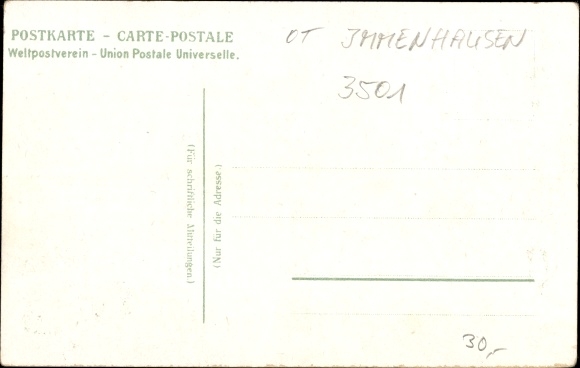 POSTKARTE – CARTE-POSTALE
Weltpostverein – Union Postale Universelle.
OT IMMENHAUSEN
3501
(Für schriftliche Mitteilungen.)
(Nur für die Adresse.)
30,-